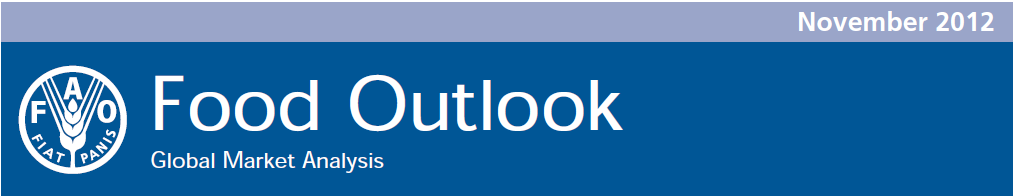 November 2012
Food Outlook
Global Market Analysis
F A O
FIAT PANIS